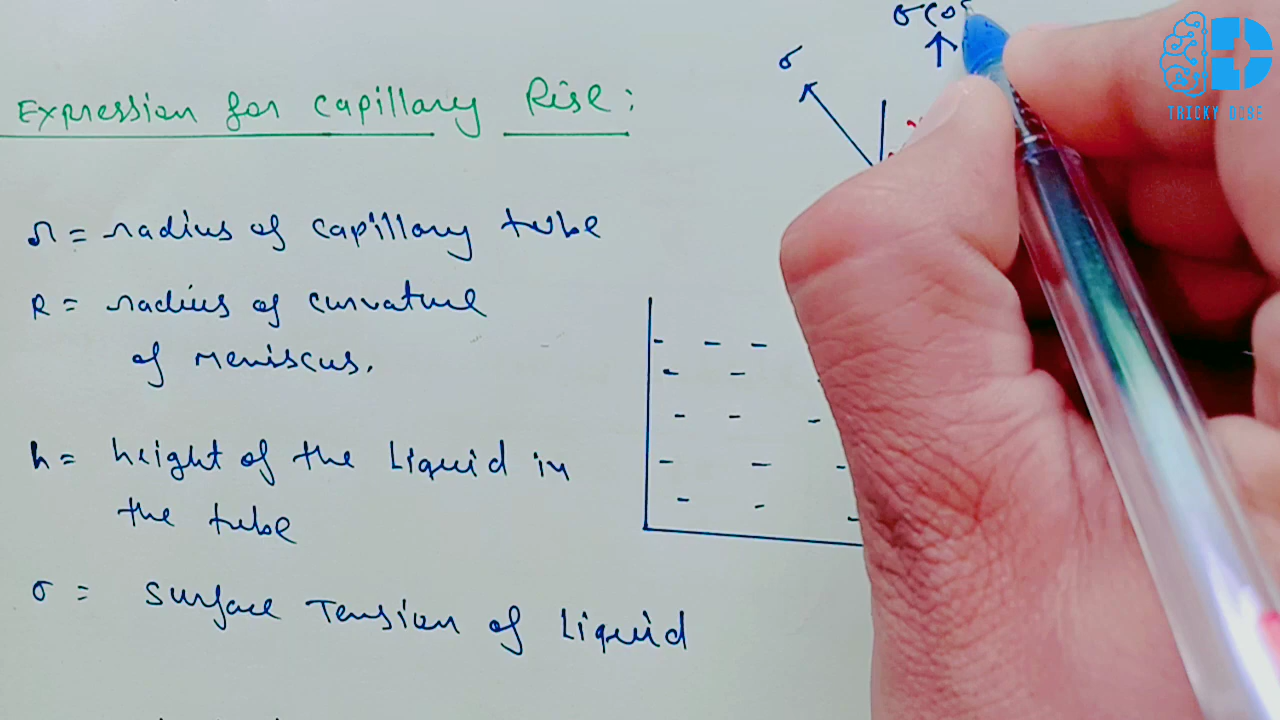 Expression for Capillary Rise:
r = radius of capillary tube
R = radius of curvature
of Meniscus.
h = height of the Liquid in
the tube
σ = Surface Tension of Liquid
σ
σ cos
TRICKY DOSE